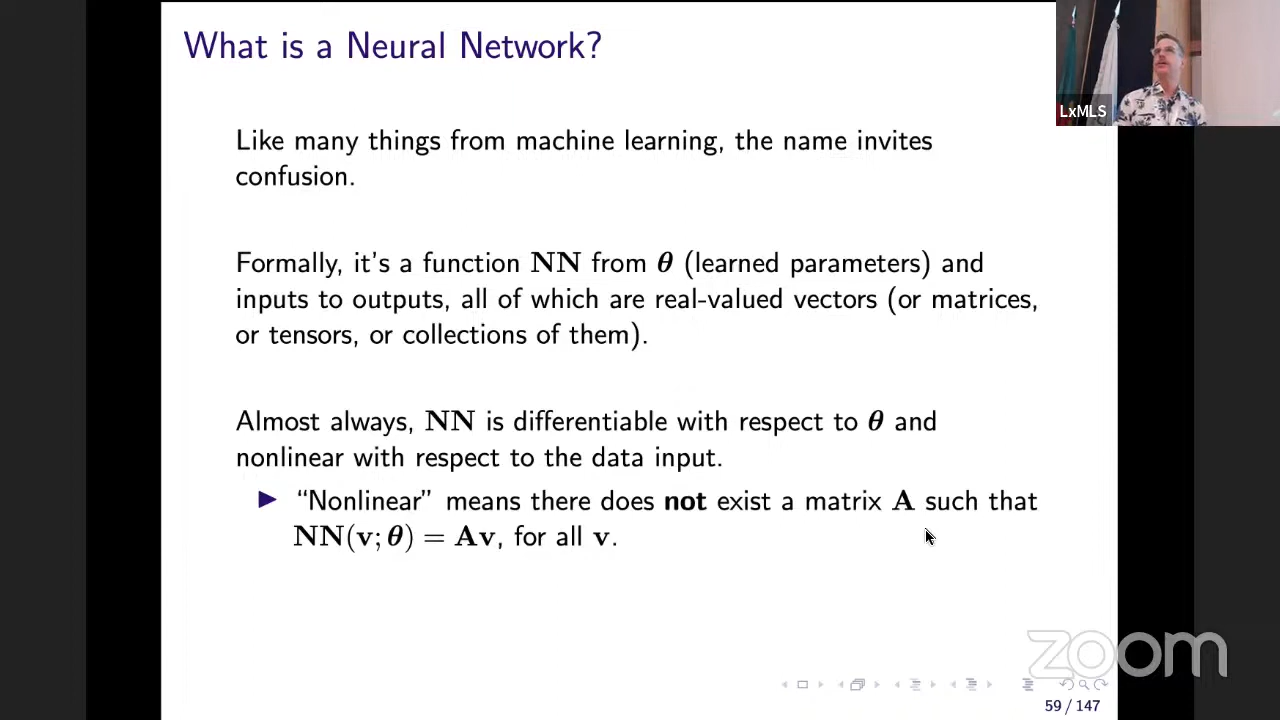 What is a Neural Network?
LxMLS
Like many things from machine learning, the name invites
confusion.
Formally, it's a function NN from θ (learned parameters) and
inputs to outputs, all of which are real-valued vectors (or matrices,
or tensors, or collections of them).
Almost always, NN is differentiable with respect to θ and
nonlinear with respect to the data input.
▶ “Nonlinear” means there does not exist a matrix A such that
NN(v; θ) = Av, for all v.
zoom
59 / 147